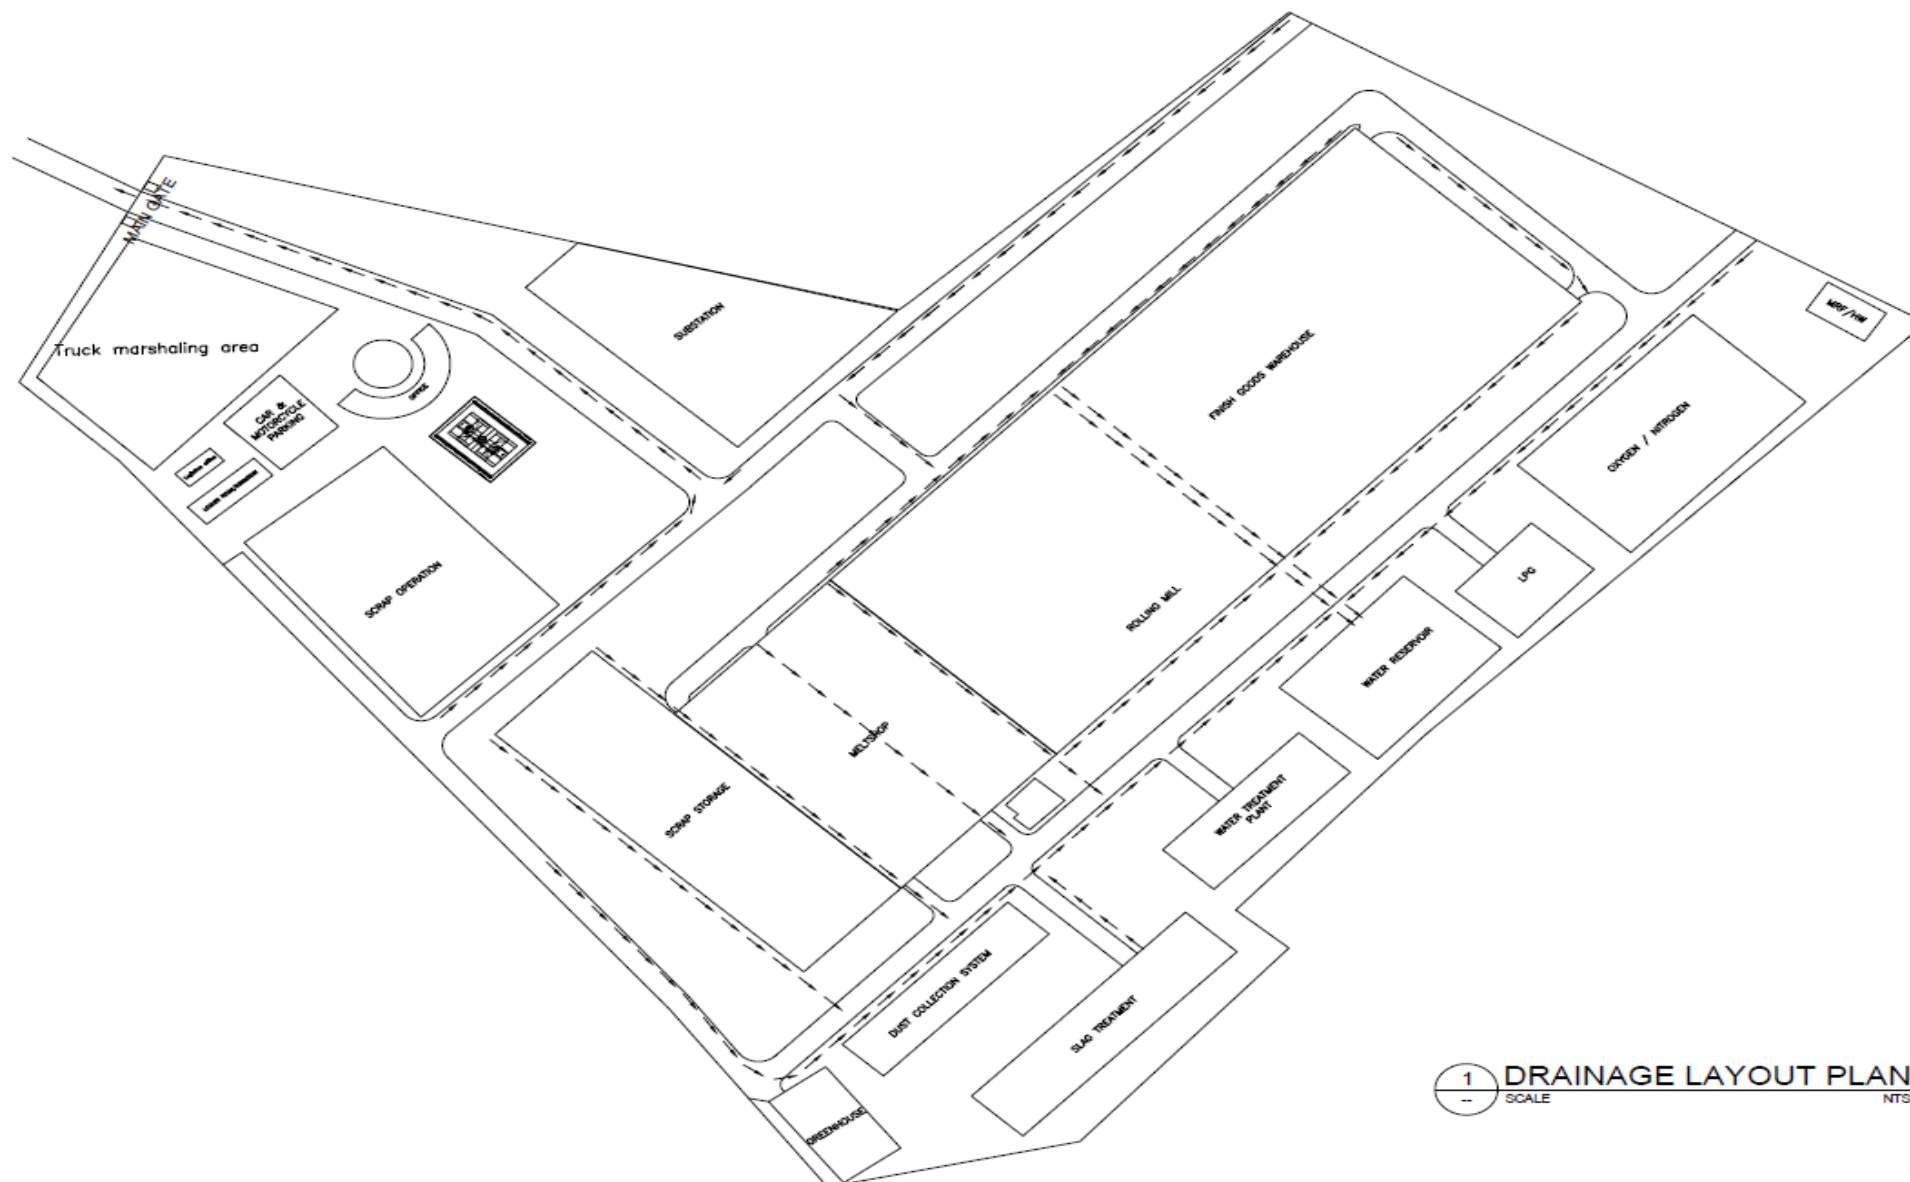 MAIN GATE
Truck marshaling area
CAR &
MOTORCYCLE
PARKING
OFFICE
SUBSTATION
SCRAP OPERATION
SCRAP STORAGE
MELTSHOP
ROLLING MILL
FINISH GOODS WAREHOUSE
MRF/HW
OXYGEN / NITROGEN
LPG
WATER RESERVOIR
WATER TREATMENT
PLANT
DUST COLLECTION SYSTEM
SLAG TREATMENT
GREENHOUSE
1
--
DRAINAGE LAYOUT PLAN
SCALE NTS